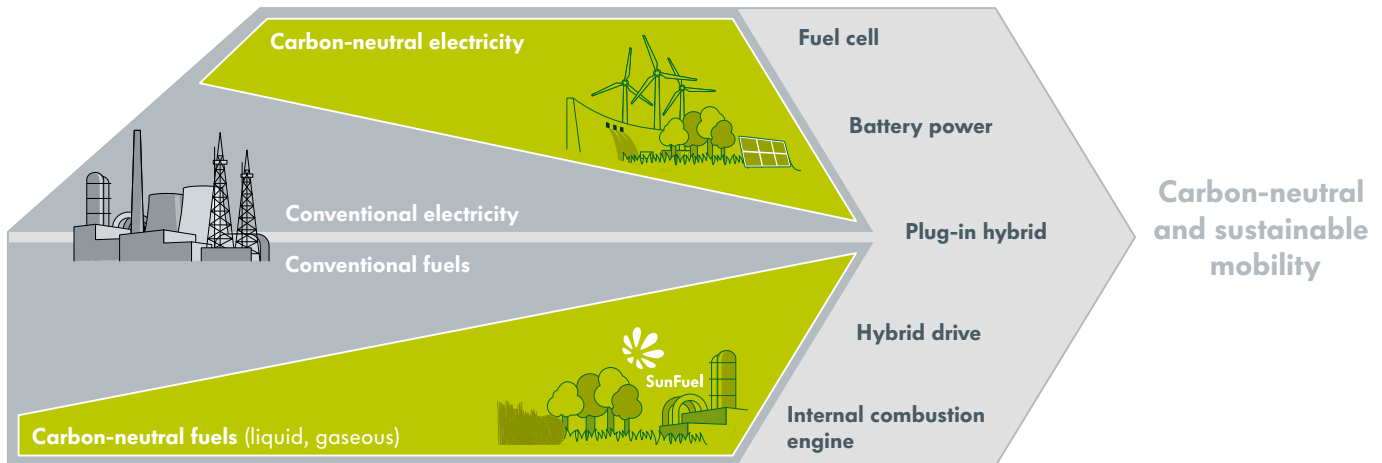 Carbon-neutral electricity
Conventional electricity
Conventional fuels
SunFuel
Carbon-neutral fuels (liquid, gaseous)
Fuel cell
Battery power
Plug-in hybrid
Hybrid drive
Internal combustion
engine
Carbon-neutral
and sustainable
mobility